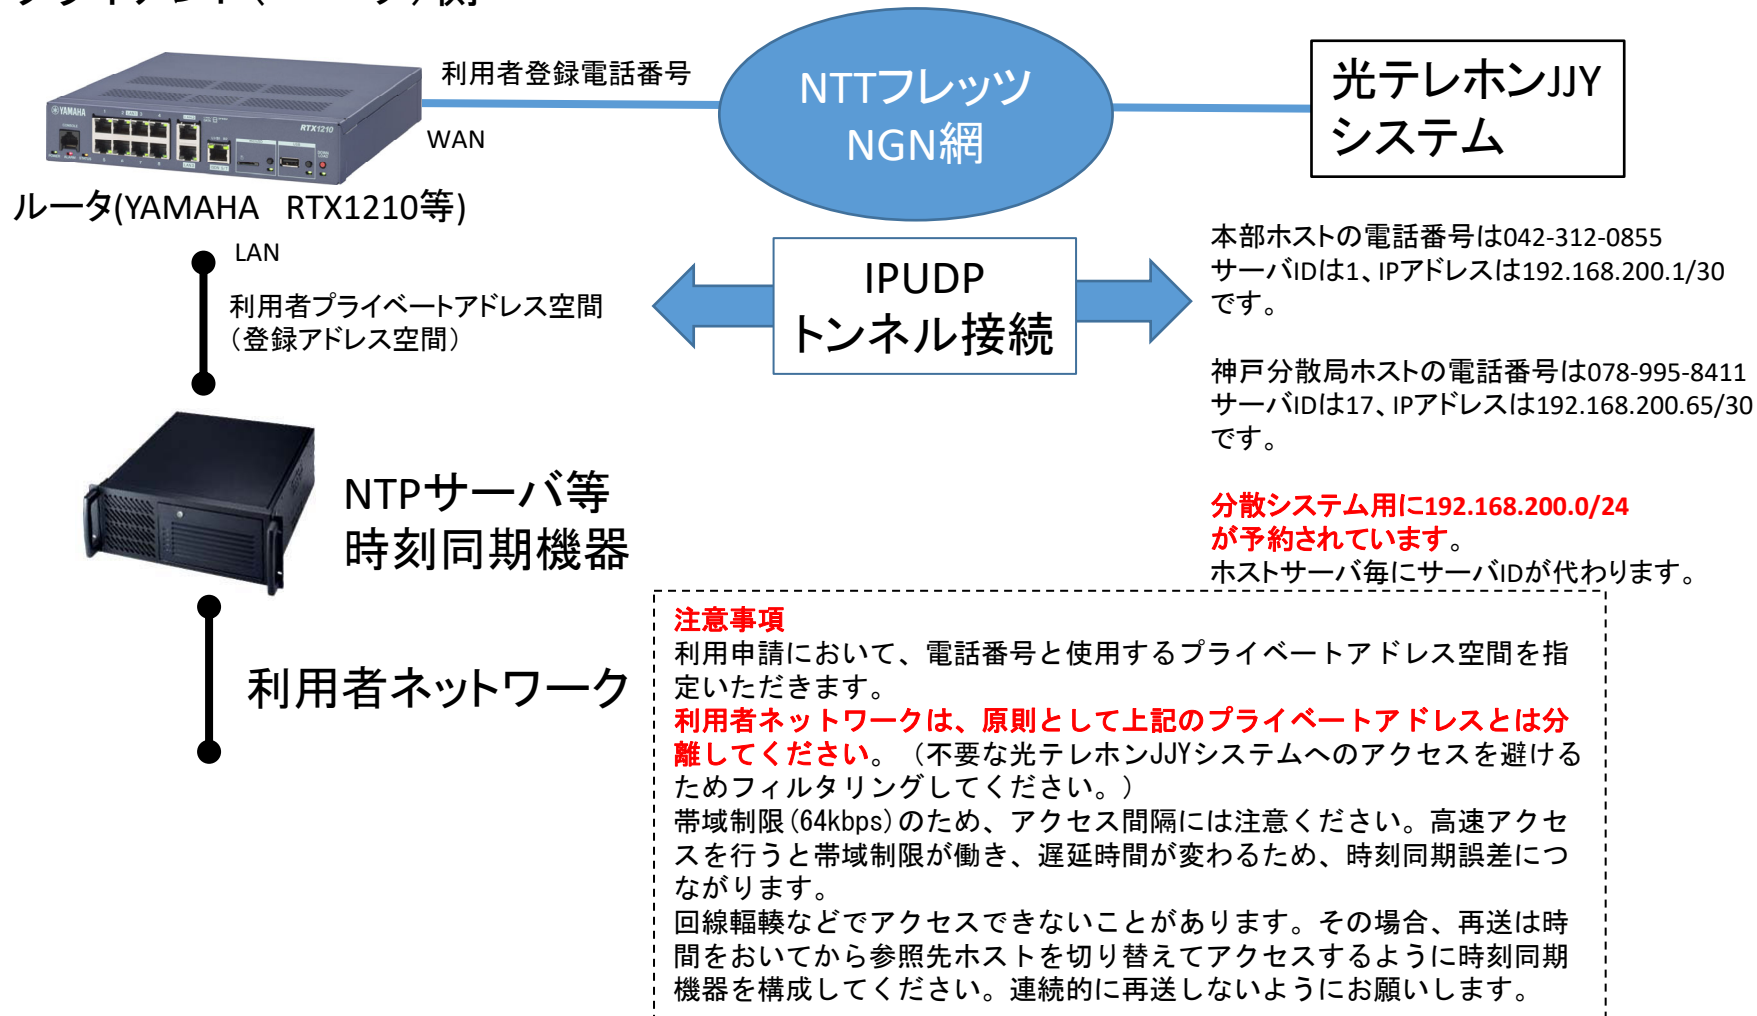 利用者登録電話番号
WAN
NTTフレッツ
NGN網
光テレホンJJY
システム
YAMAHA
RTX1210
ルータ(YAMAHA RTX1210等)
LAN
利用者プライベートアドレス空間
（登録アドレス空間）
IPUDP
トンネル接続
本部ホストの電話番号は042-312-0855
サーバIDは1、IPアドレスは192.168.200.1/30
です。
神戸分散局ホストの電話番号は078-995-8411
サーバIDは17、IPアドレスは192.168.200.65/30
です。
分散システム用に192.168.200.0/24
が予約されています。
ホストサーバ毎にサーバIDが代わります。
NTPサーバ等
時刻同期機器
利用者ネットワーク
注意事項
利用申請において、電話番号と使用するプライベートアドレス空間を指
定いただきます。
利用者ネットワークは、原則として上記のプライベートアドレスとは分
離してください。（不要な光テレホンJJYシステムへのアクセスを避ける
ためフィルタリングしてください。）
帯域制限(64kbps)のため、アクセス間隔には注意ください。高速アクセ
スを行うと帯域制限が働き、遅延時間が変わるため、時刻同期誤差につ
ながります。
回線輻輳などでアクセスできないことがあります。その場合、再送は時
間をおいてから参照先ホストを切り替えてアクセスするように時刻同期
機器を構成してください。連続的に再送しないようにお願いします。